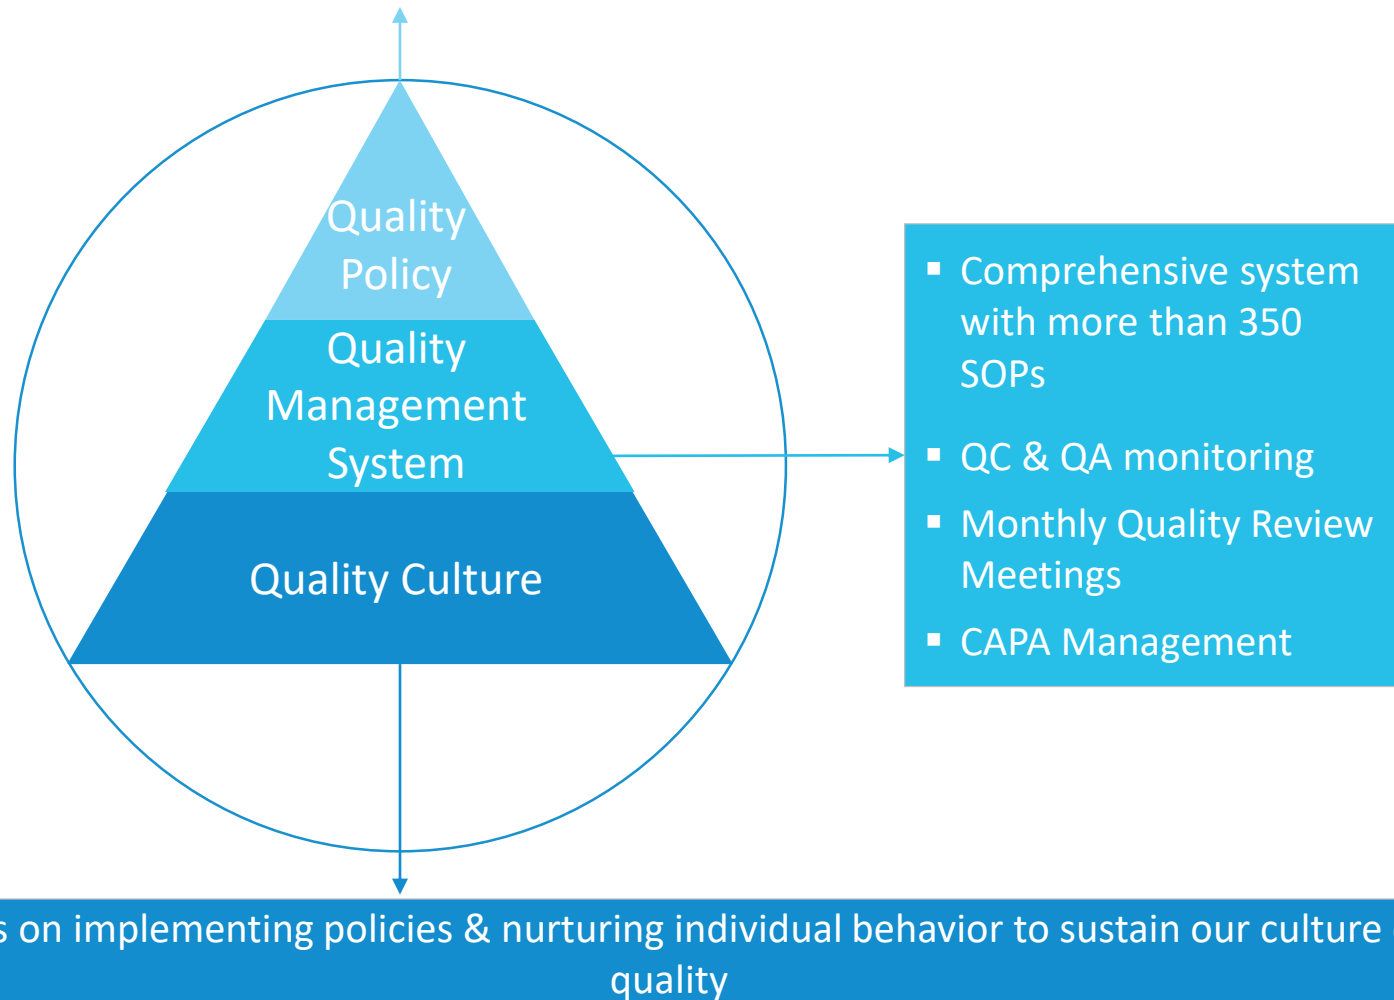 Quality
Policy
Quality
Management
System
Quality Culture
▪ Comprehensive system
with more than 350
SOPs
▪ QC & QA monitoring
▪ Monthly Quality Review
Meetings
▪ CAPA Management
on implementing policies & nurturing individual behavior to sustain our culture
quality